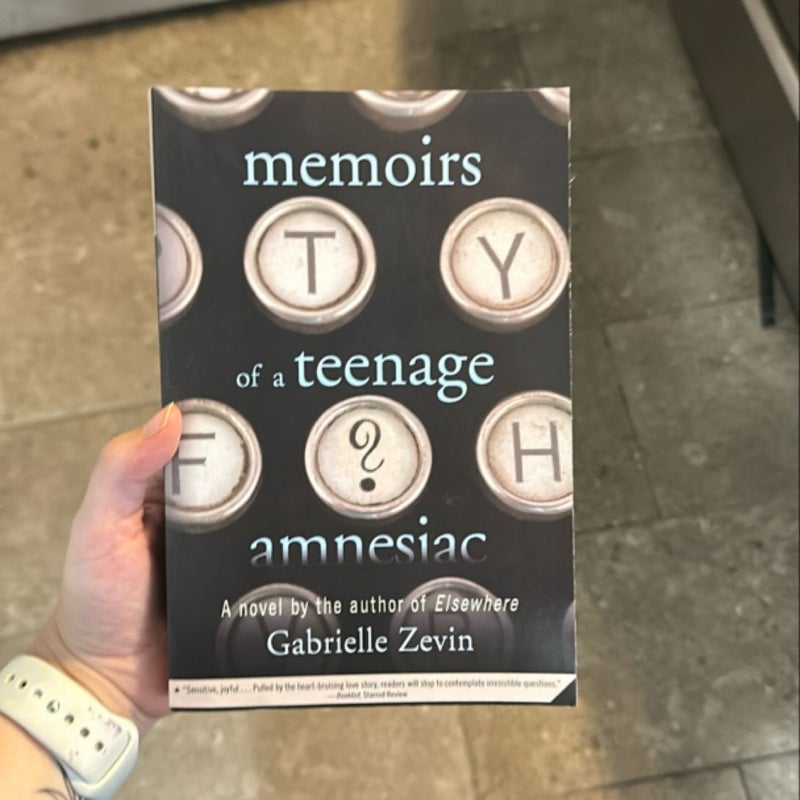 memoirs
T Y
of a teenage
F ? H
amnesiac
A novel by the author of Elsewhere
Gabrielle Zevin
★ "Sensitive, joyful . . . . Pulled by the heart-bruising love story, readers will stop to contemplate irresistible questions."
—Booklist, Starred Review